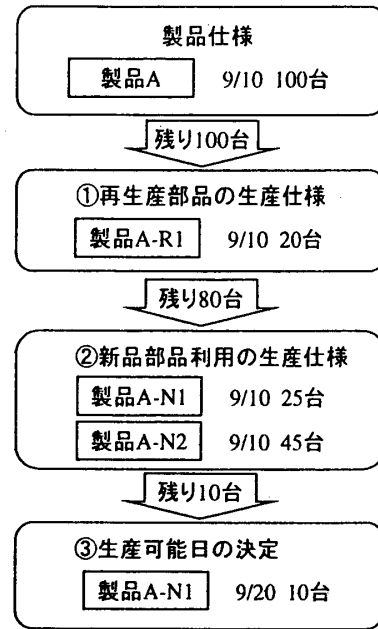 製品仕様
製品A 9/10 100台
残り100台
①再生産部品の生産仕様
製品A-R1 9/10 20台
残り80台
②新品部品利用の生産仕様
製品A-N1 9/10 25台
製品A-N2 9/10 45台
残り10台
③生産可能日の決定
製品A-N1 9/20 10台